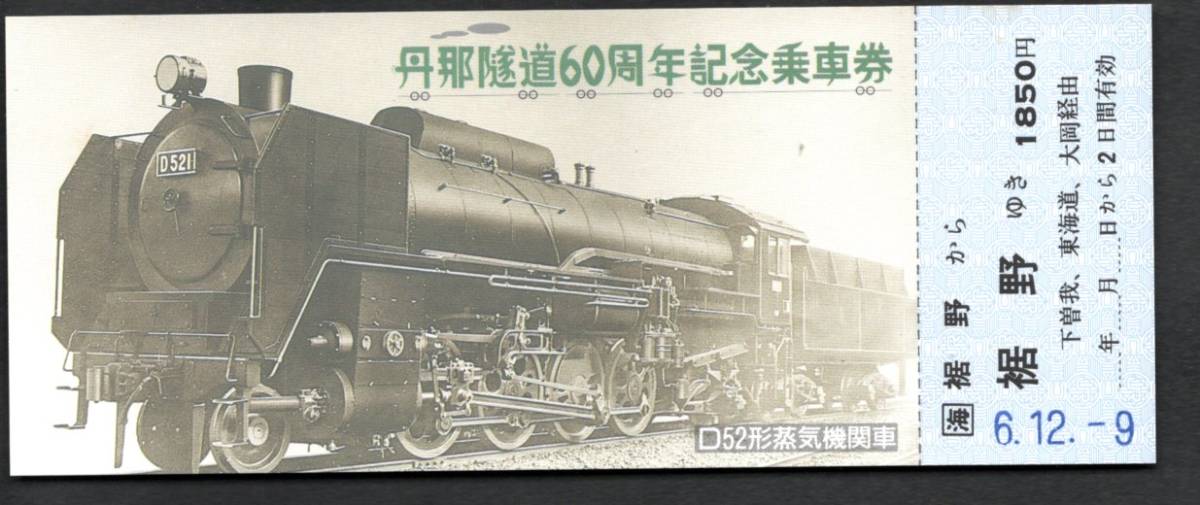 丹那隧道60周年記念乗車券
D521
D52形蒸気機関車
海 裾野から
裾野ゆき 1850円
下曽我、東海道、大岡経由
年 月 日から2日間有効
6.12.-9